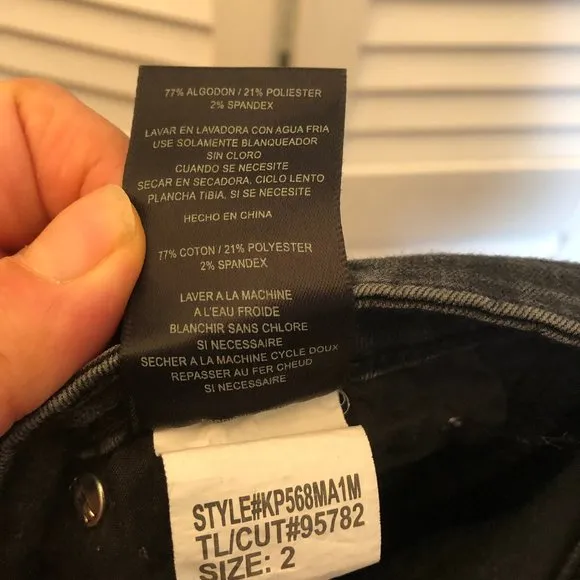 77% ALGODON / 21% POLIESTER
2% SPANDEX
LAVAR EN LAVADORA CON AGUA FRIA
USE SOLAMENTE BLANQUEADOR
SIN CLORO
CUANDO SE NECESITE
SECAR EN SECADORA, CICLO LENTO
PLANCHA TIBIA, SI SE NECESITE
HECHO EN CHINA
77% COTON / 21% POLYESTER
2% SPANDEX
LAVER A LA MACHINE
A L'EAU FROIDE
BLANCHIR SANS CHLORE
SI NECESSAIRE
SECHER A LA MACHINE CYCLE DOUX
REPASSER AU FER CHEUD
SI NECESSAIRE
STYLE#KP568MA1M
TL/CUT#95782
SIZE: 2